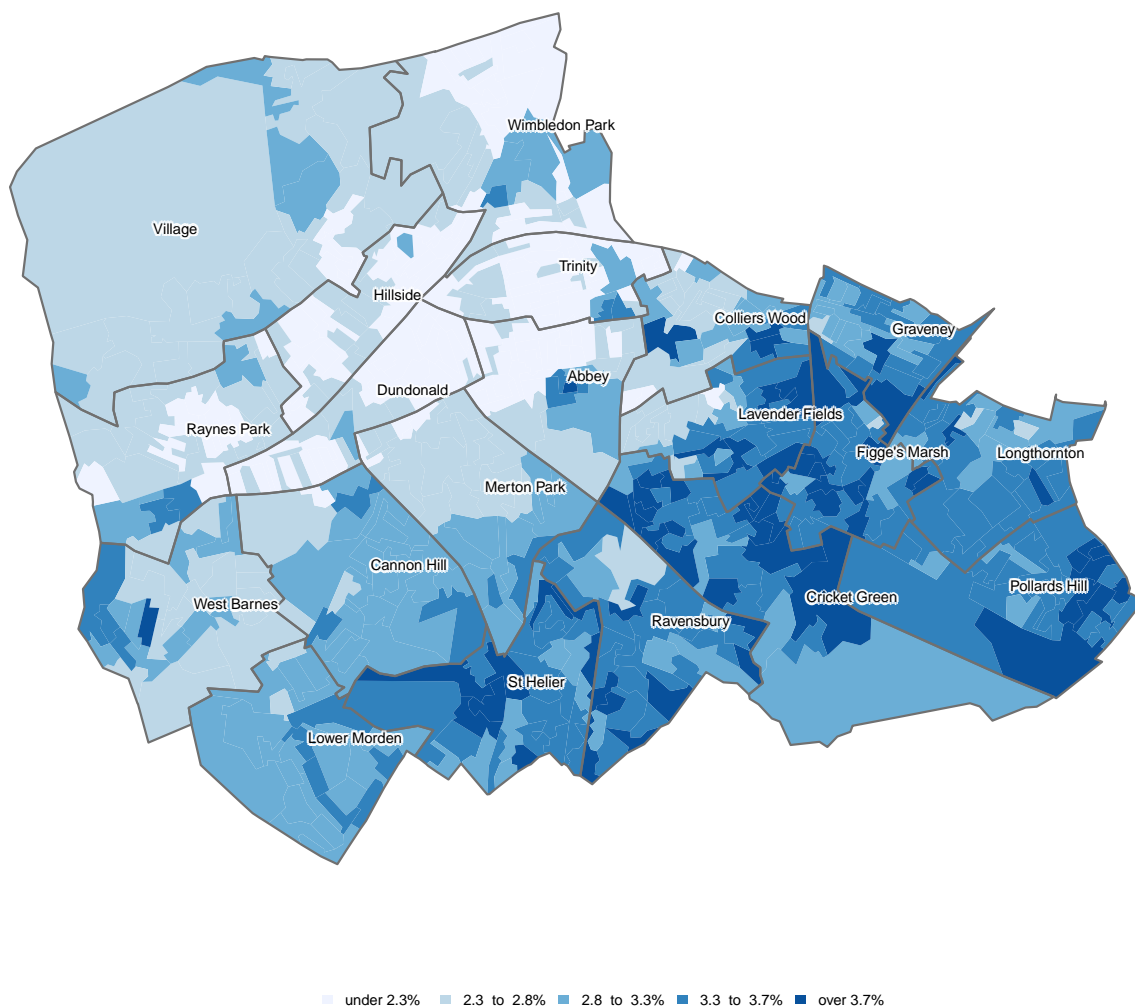 Wimbledon Park
Village
Trinity
Hillside
Colliers Wood
Graveney
Abbey
Dundonald
Lavender Fields
Raynes Park
Figge's Marsh
Longthornton
Merton Park
Cannon Hill
Pollards Hill
West Barnes
Cricket Green
Ravensbury
St Helier
Lower Morden
under 2.3% 2.3 to 2.8% 2.8 to 3.3% 3.3 to 3.7% over 3.7%